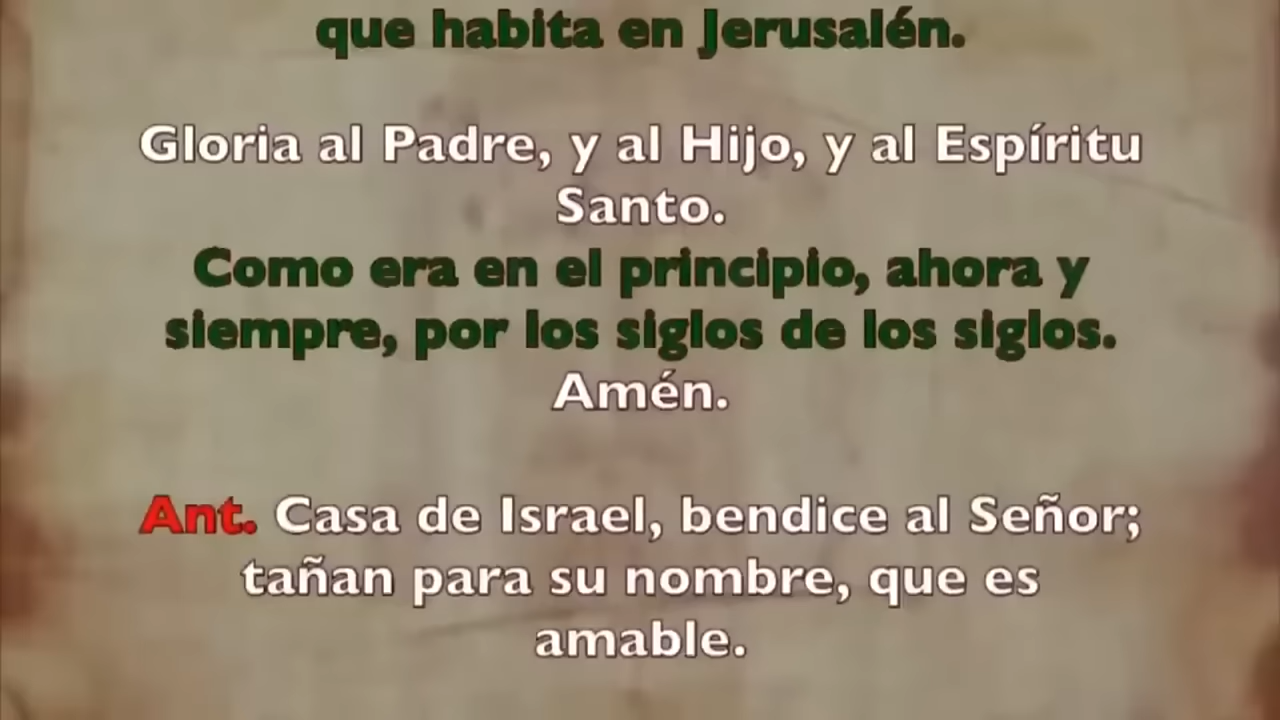 que habita en Jerusalén.
Gloria al Padre, y al Hijo, y al Espíritu
Santo.
Como era en el principio, ahora y
siempre, por los siglos de los siglos.
Amén.
Ant. Casa de Israel, bendice al Señor;
tañan para su nombre, que es
amable.